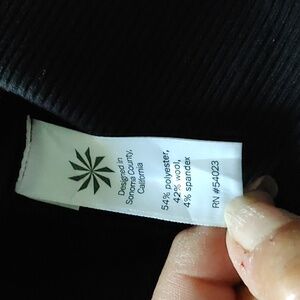 Designed in
Sonoma County,
California
54% polyester,
42% wool,
4% spandex
RN #54023